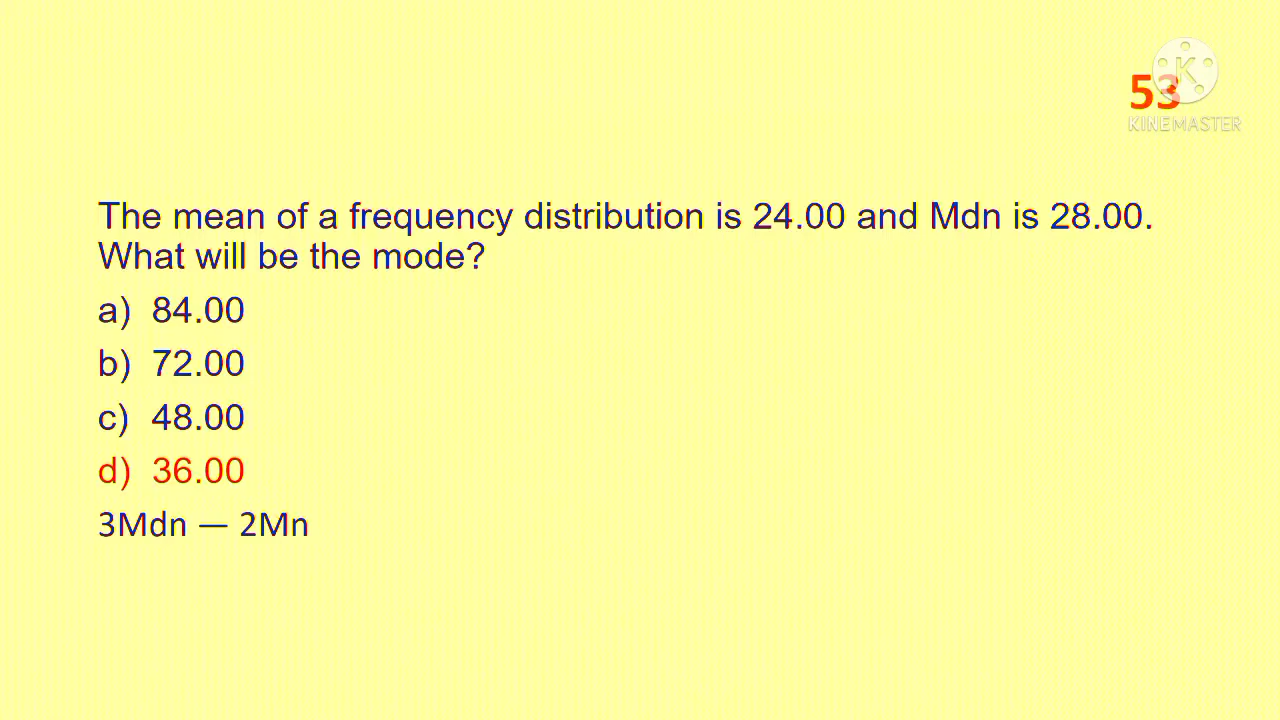 53
KINEMASTER
The mean of a frequency distribution is 24.00 and Mdn is 28.00.
What will be the mode?
a) 84.00
b) 72.00
c) 48.00
d) 36.00
3Mdn — 2Mn